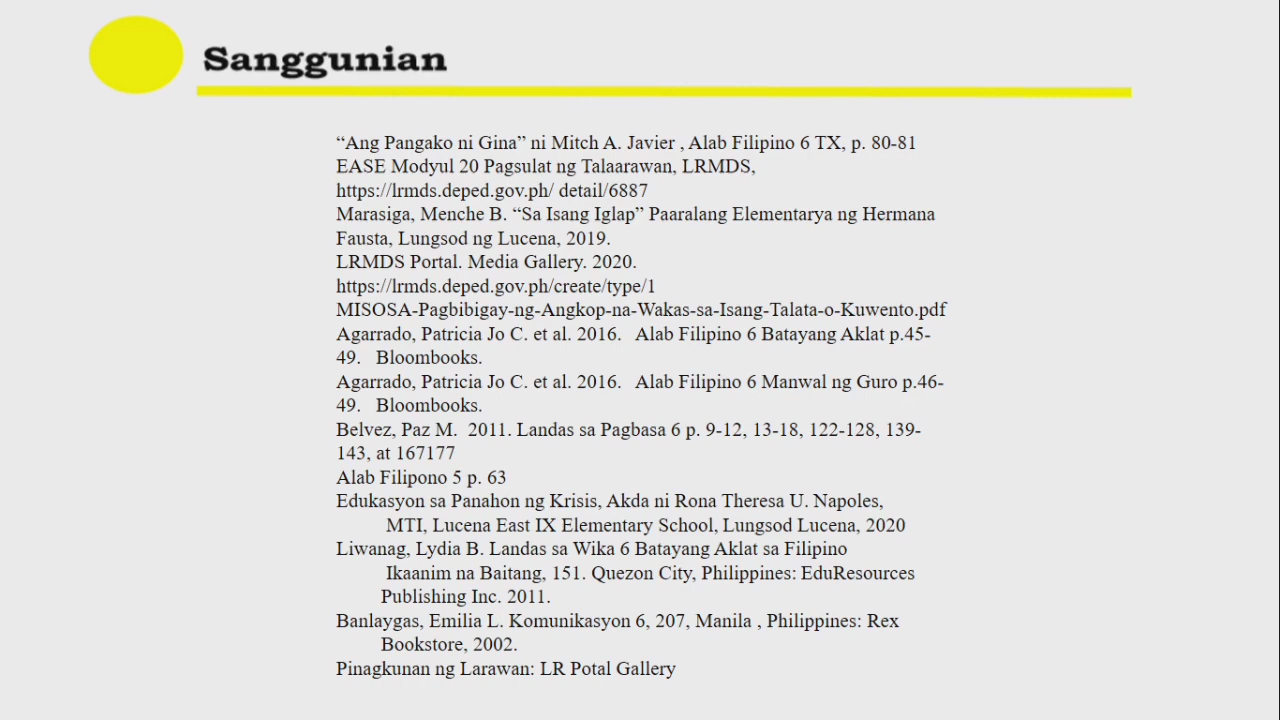 Sanggunian
“Ang Pangako ni Gina” ni Mitch A. Javier , Alab Filipino 6 TX, p. 80-81
EASE Modyul 20 Pagsulat ng Talaarawan, LRMDS,
https://lrmds.deped.gov.ph/ detail/6887
Marasiga, Menche B. “Sa Isang Iglap” Paaralang Elementarya ng Hermana
Fausta, Lungsod ng Lucena, 2019.
LRMDS Portal. Media Gallery. 2020.
https://lrmds.deped.gov.ph/create/type/1
MISOSA-Pagbibigay-ng-Angkop-na-Wakas-sa-Isang-Talata-o-Kuwento.pdf
Agarrado, Patricia Jo C. et al. 2016.   Alab Filipino 6 Batayang Aklat p.45-
49.   Bloombooks.
Agarrado, Patricia Jo C. et al. 2016.   Alab Filipino 6 Manwal ng Guro p.46-
49.   Bloombooks.
Belvez, Paz M.  2011. Landas sa Pagbasa 6 p. 9-12, 13-18, 122-128, 139-
143, at 167177
Alab Filipono 5 p. 63
Edukasyon sa Panahon ng Krisis, Akda ni Rona Theresa U. Napoles,
MTI, Lucena East IX Elementary School, Lungsod Lucena, 2020
Liwanag, Lydia B. Landas sa Wika 6 Batayang Aklat sa Filipino
Ikaanim na Baitang, 151. Quezon City, Philippines: EduResources
Publishing Inc. 2011.
Banlaygas, Emilia L. Komunikasyon 6, 207, Manila , Philippines: Rex
Bookstore, 2002.
Pinagkunan ng Larawan: LR Potal Gallery